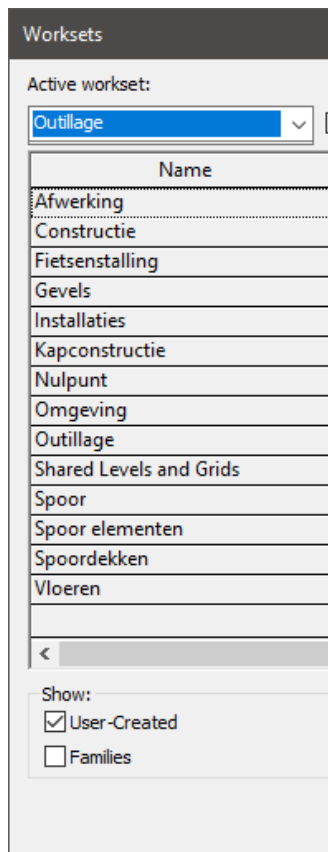 Worksets
Active workset:
Outillage
Name
Afwerking
Constructie
Fietsenstalling
Gevels
Installaties
Kapconstructie
Nulpunt
Omgeving
Outillage
Shared Levels and Grids
Spoor
Spoor elementen
Spoordekken
Vloeren
Show:
User-Created
Families